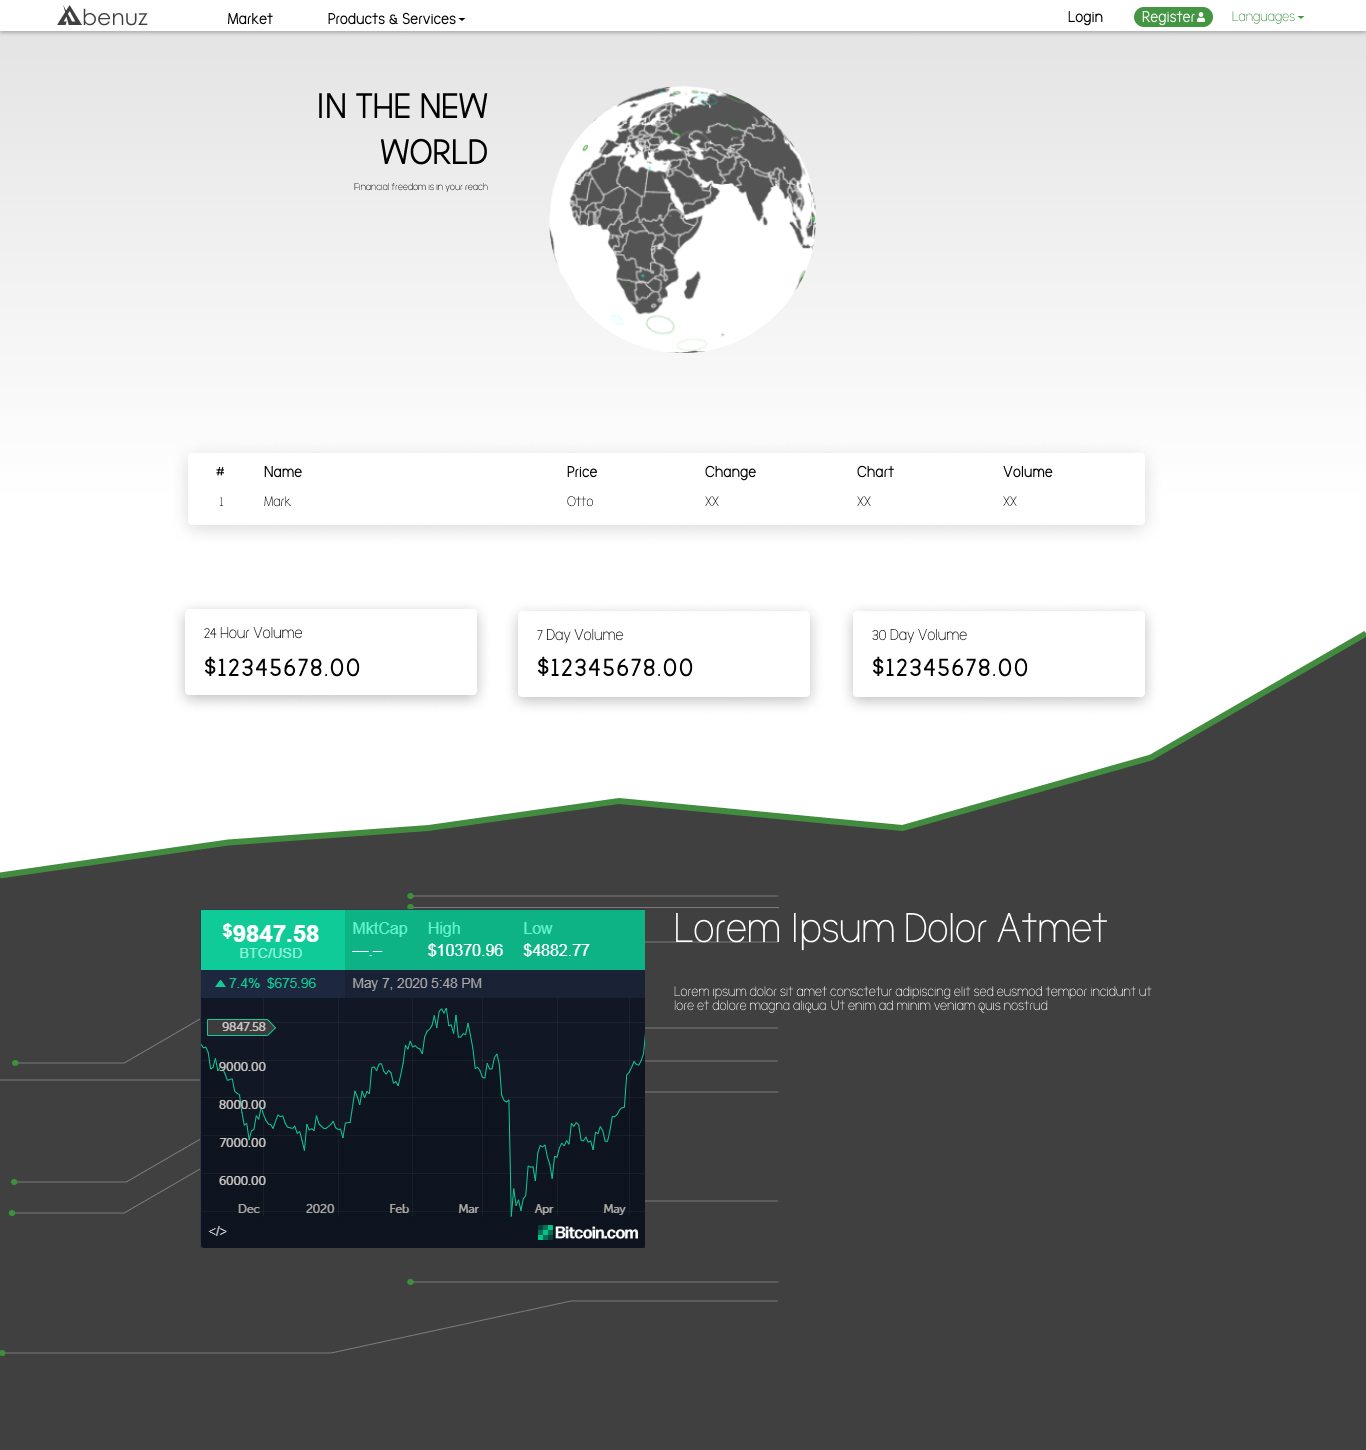 Abenuz Market Products & Services Login Register Languages
IN THE NEW
WORLD
Financial freedom is in your reach
# Name Price Change Chart Volume
1 Mark Otto XX XX XX
24 Hour Volume
$12345678.00
7 Day Volume
$12345678.00
30 Day Volume
$12345678.00
$9847.58
BTC/USD
MktCap High Low
—.-- $10370.96 $4882.77
7.4% $675.96 May 7, 2020 5:48 PM
9847.58
9000.00
8000.00
7000.00
6000.00
Dec 2020 Feb Mar Apr May
</> Bitcoin.com
Lorem Ipsum Dolor Atmet
Lorem ipsum dolor sit amet consctetur adipiscing elit sed eusmod tempor incidunt ut
lore et dolore magna aliqua. Ut enim ad minim veniam quis nostrud